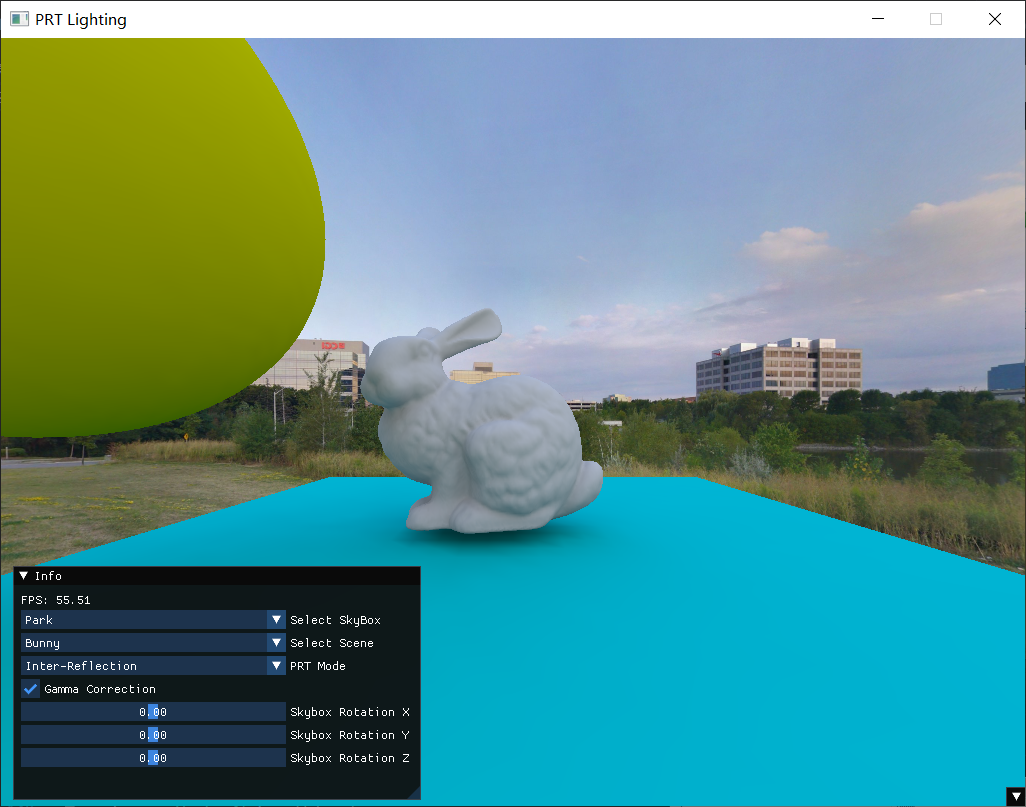 PRT Lighting
Info
FPS: 55.51
Park Select SkyBox
Bunny Select Scene
Inter-Reflection PRT Mode
Gamma Correction
0.00 Skybox Rotation X
0.00 Skybox Rotation Y
0.00 Skybox Rotation Z